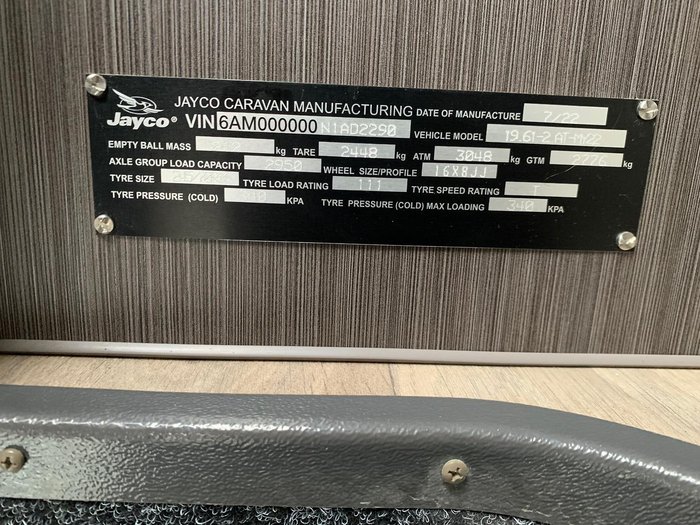 Jayco®
JAYCO CARAVAN MANUFACTURING DATE OF MANUFACTURE 7/22
VIN 6AM000000N1AD2290 VEHICLE MODEL 19.61-2.AT-M22
EMPTY BALL MASS kg TARE 2448 kg ATM 3048 kg GTM kg
AXLE GROUP LOAD CAPACITY 2950 WHEEL SIZE/PROFILE 16X8JJ
TYRE SIZE TYRE LOAD RATING 111 TYRE SPEED RATING T
TYRE PRESSURE (COLD) KPA TYRE PRESSURE (COLD) MAX LOADING 340 KPA